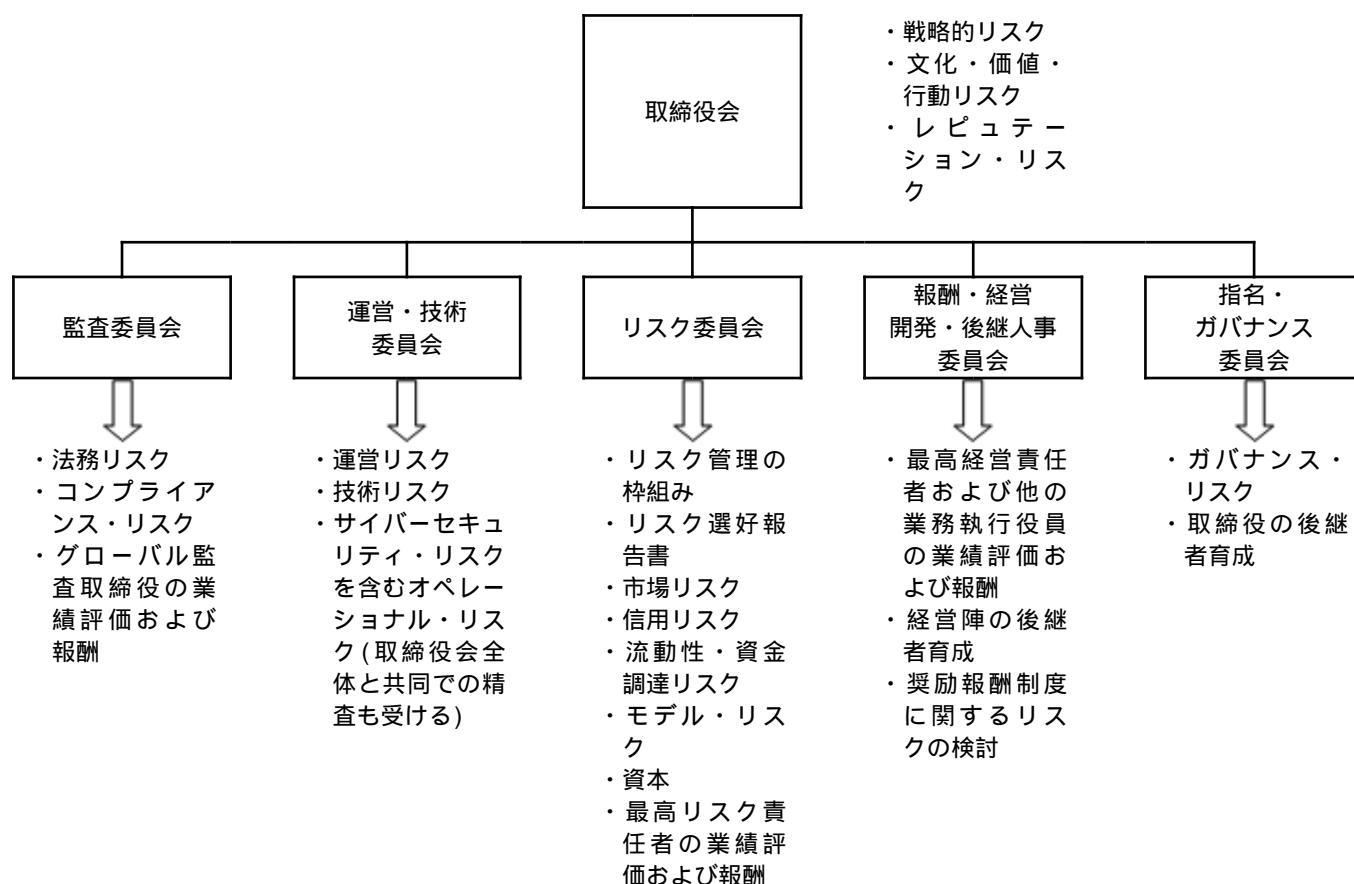 取締役会
・戦略的リスク
・文化・価値・
行動リスク
・レピュテー
ション・リス
ク
監査委員会
運営・技術
委員会
リスク委員会
報酬・経営
開発・後継人事
委員会
指名・
ガバナンス
委員会
・法務リスク
・コンプライア
ンス・リスク
・グローバル監
査取締役の業
績評価および
報酬
・運営リスク
・技術リスク
・サイバーセキュ
リティ・リスク
を含むオペレー
ショナル・リス
ク(取締役会全
体と共同での精
査も受ける)
・リスク管理の
枠組み
・リスク選好報
告書
・市場リスク
・信用リスク
・流動性・資金
調達リスク
・モデル・リス
ク
・資本
・最高リスク責
任者の業績評
価および報酬
・最高経営責任
者および他の
業務執行役員
の業績評価お
よび報酬
・経営陣の後継
者育成
・奨励報酬制度
に関するリス
クの検討
・ガバナンス・
リスク
・取締役の後継
者育成